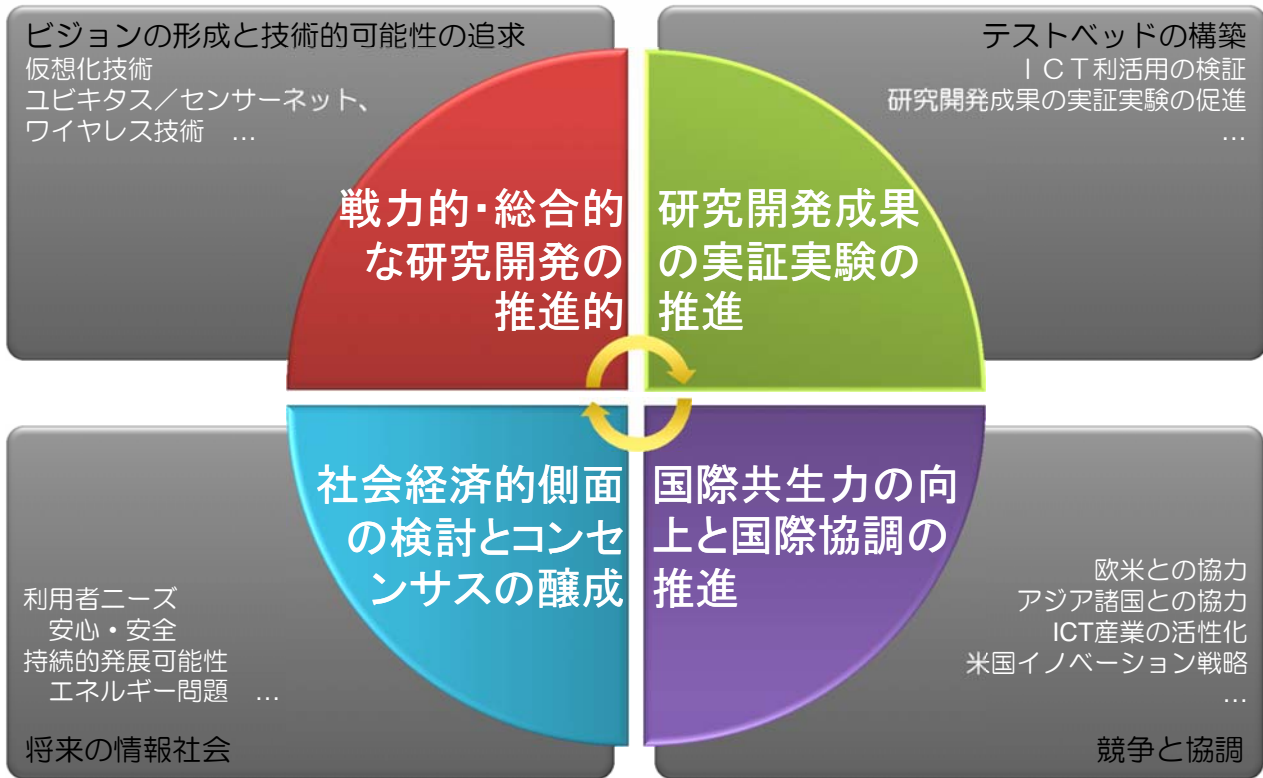 ビジョンの形成と技術的可能性の追求
仮想化技術
ユビキタス／センサーネット、
ワイヤレス技術　…
テストベッドの構築
ＩＣＴ利活用の検証
研究開発成果の実証実験の促進
…
戦力的・総合的
な研究開発の
推進的
研究開発成果
の実証実験の
推進
社会経済的側面
の検討とコンセ
ンサスの醸成
国際共生力の向
上と国際協調の
推進
利用者ニーズ
安心・安全
持続的発展可能性
エネルギー問題　…
将来の情報社会
欧米との協力
アジア諸国との協力
ICT産業の活性化
米国イノベーション戦略
…
競争と協調